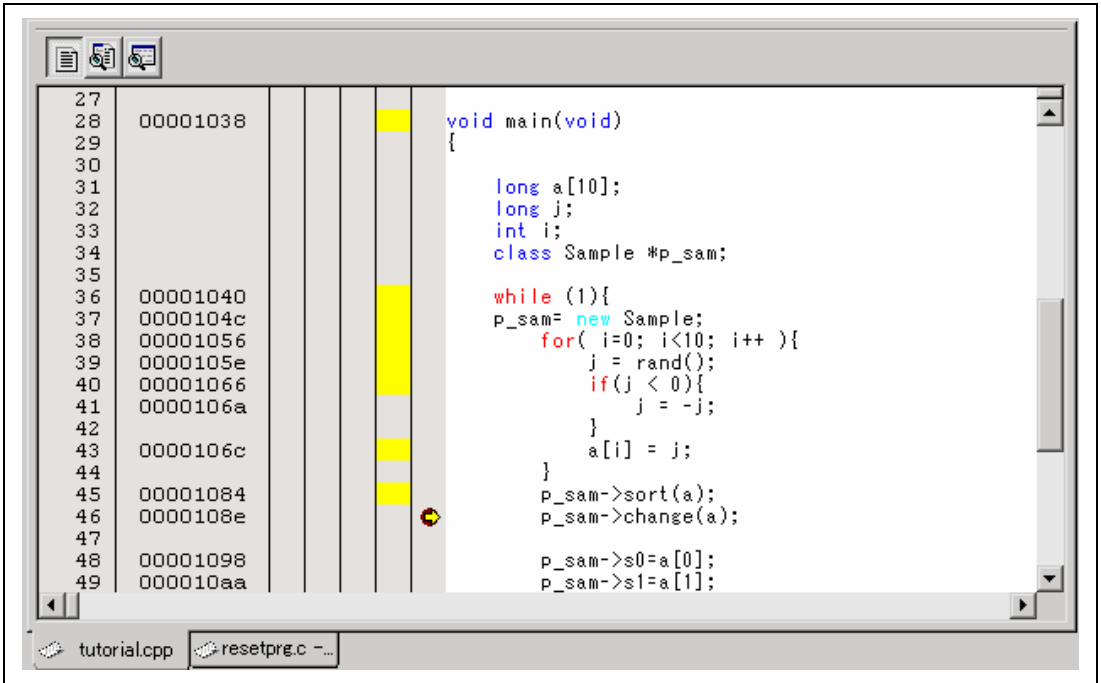 27
28 00001038 void main(void)
29 {
30
31 long a[10];
32 long j;
33 int i;
34 class Sample *p_sam;
35
36 00001040 while (1){
37 0000104c p_sam= new Sample;
38 00001056 for( i=0; i<10; i++ ){
39 0000105e j = rand();
40 00001066 if(j < 0){
41 0000106a j = -j;
42 }
43 0000106c a[i] = j;
44 }
45 00001084 p_sam->sort(a);
46 0000108e p_sam->change(a);
47
48 00001098 p_sam->s0=a[0];
49 000010aa p_sam->s1=a[1];
tutorial.cpp resetprg.c -...